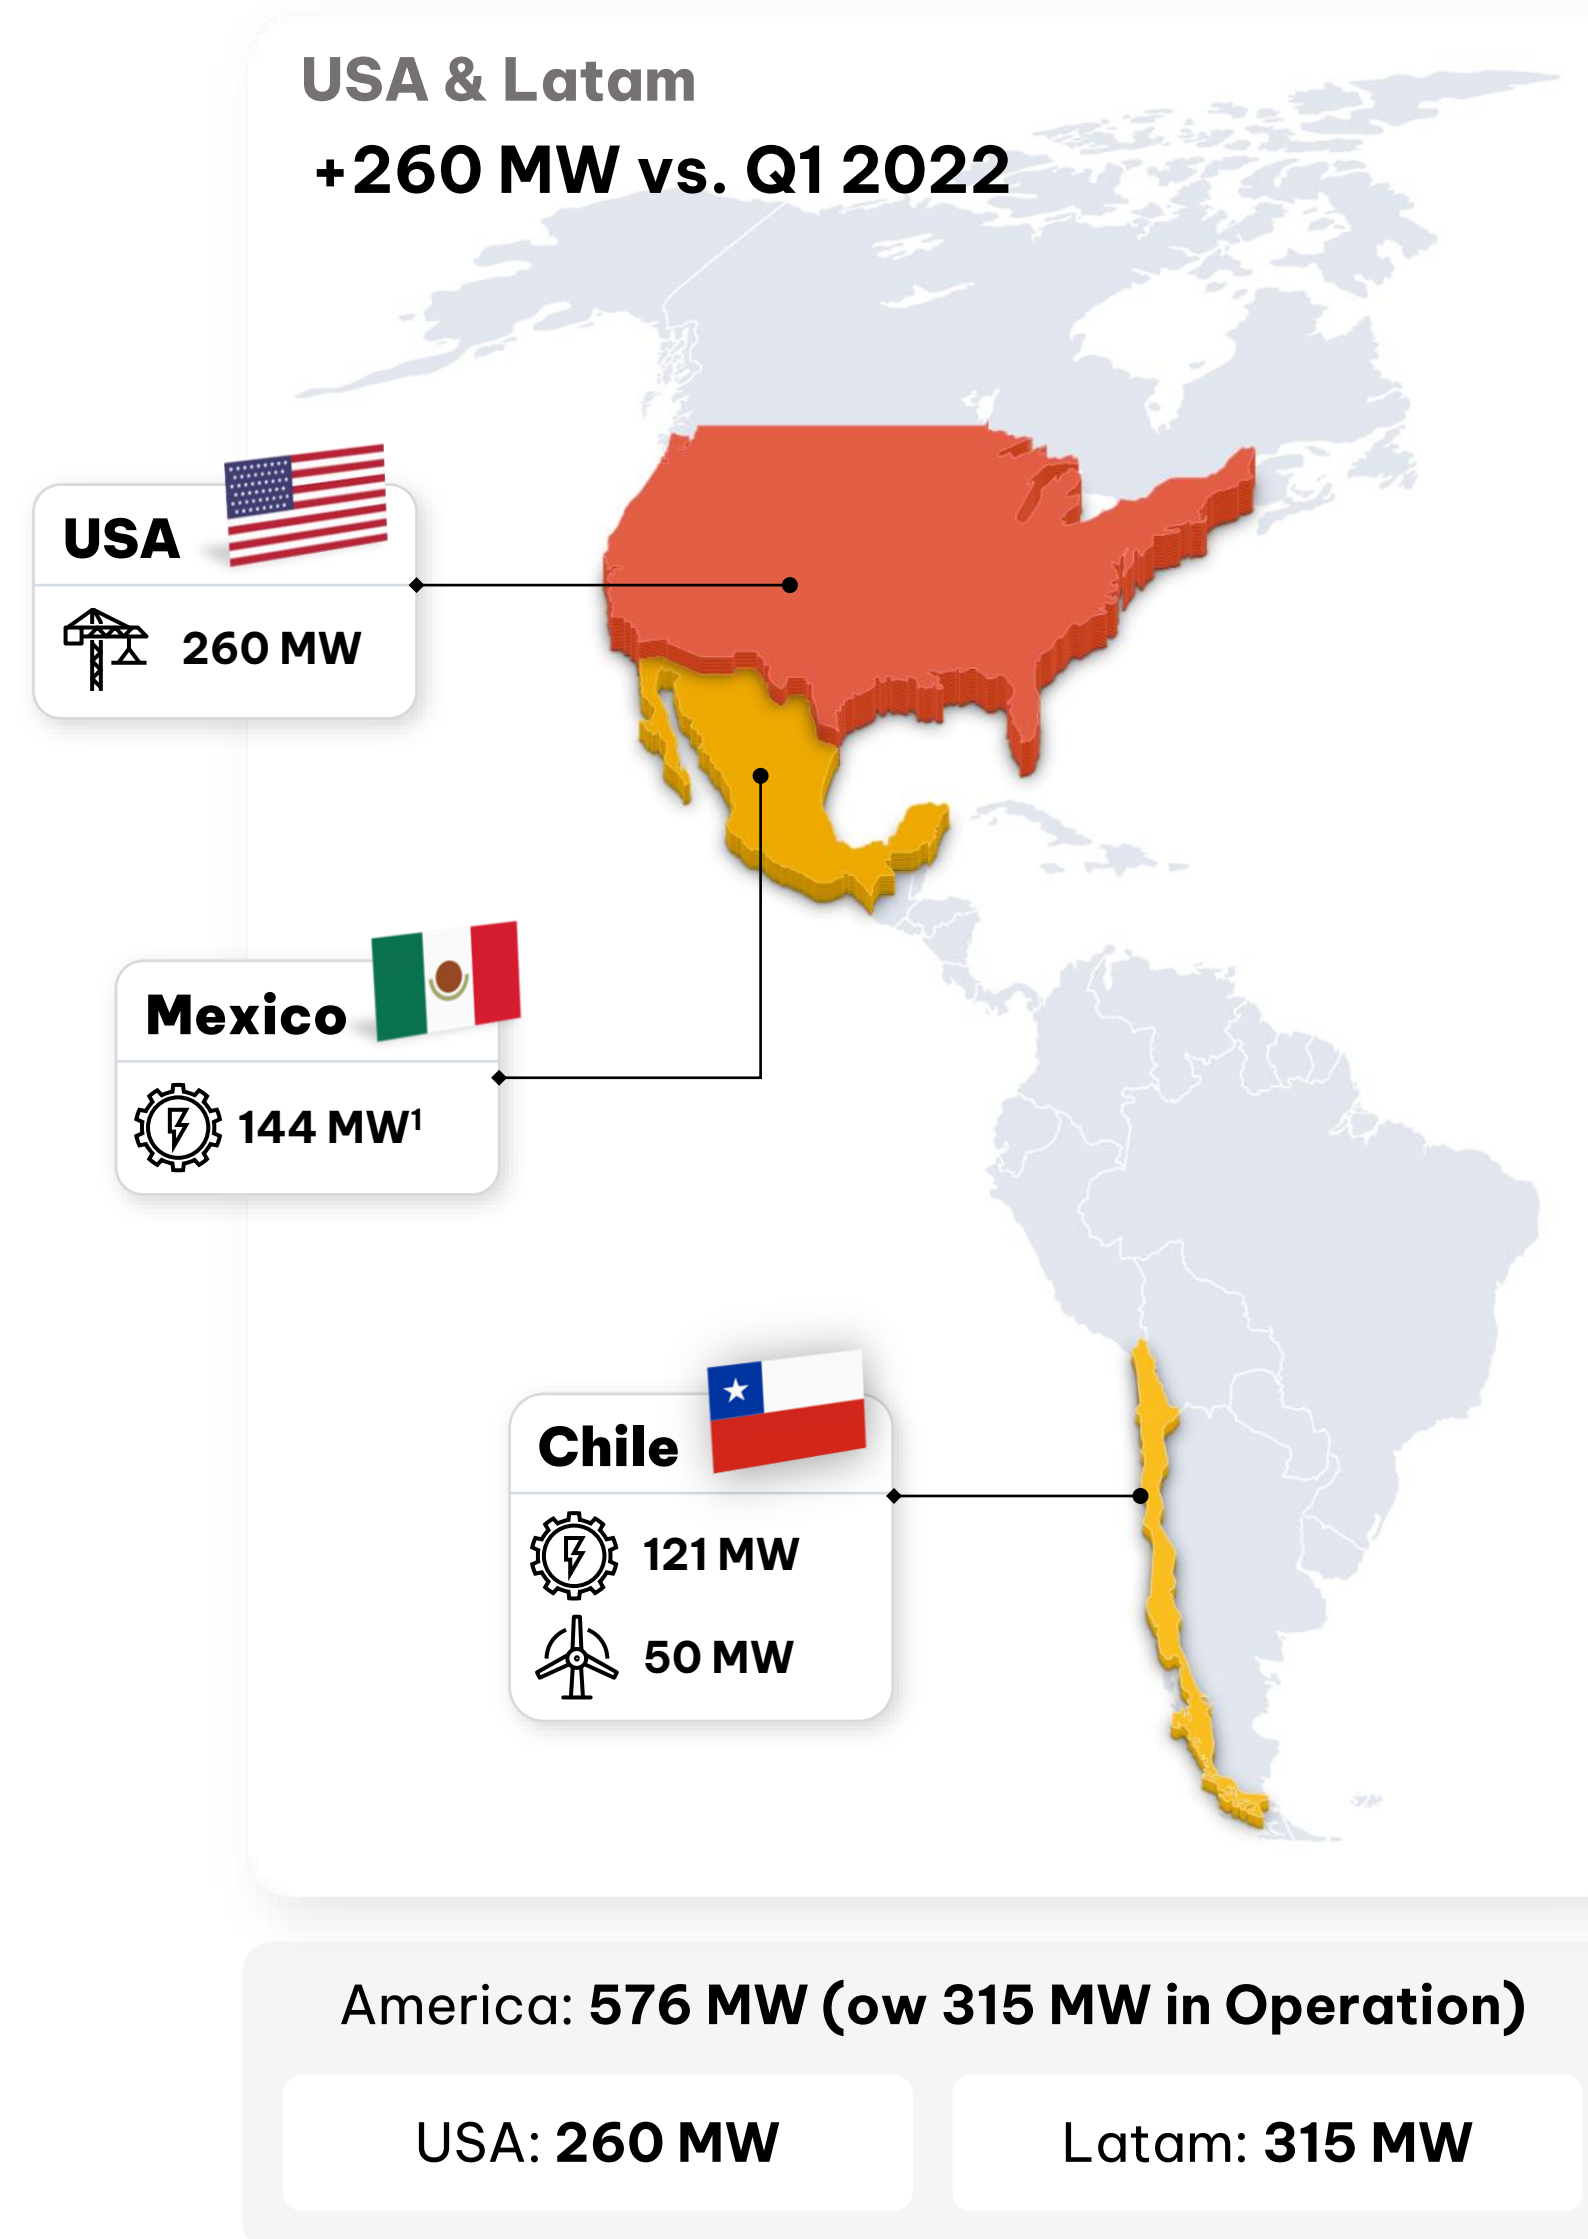 USA & Latam
+260 MW vs. Q1 2022
USA
260 MW
Mexico
144 MW¹
Chile
121 MW
50 MW
America: 576 MW (ow 315 MW in Operation)
USA: 260 MW
Latam: 315 MW